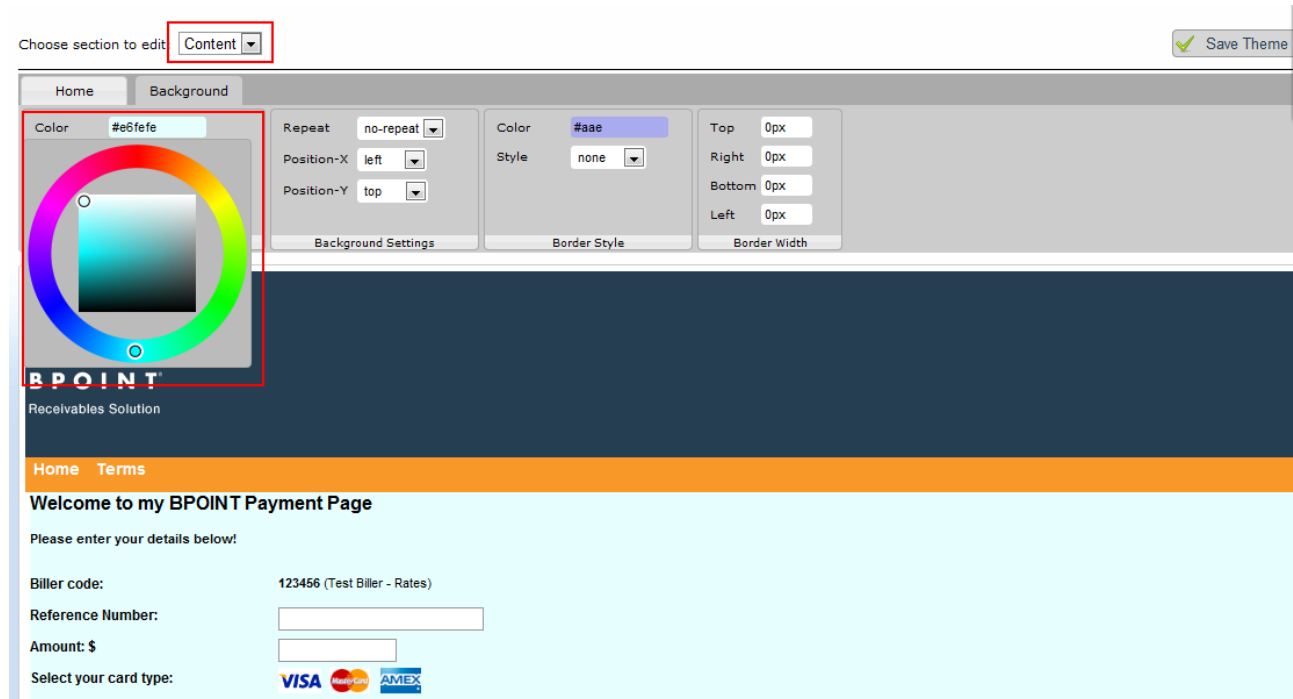 Choose section to edit: Content
Save Theme
Home Background
Color #e6fefe
Repeat no-repeat
Position-X left
Position-Y top
Background Settings
Color #aae
Style none
Border Style
Top 0px
Right 0px
Bottom 0px
Left 0px
Border Width
BPOINT
Receivables Solution
Home Terms
Welcome to my BPOINT Payment Page
Please enter your details below!
Biller code: 123456 (Test Biller - Rates)
Reference Number:
Amount: $
Select your card type: VISA MasterCard AMEX